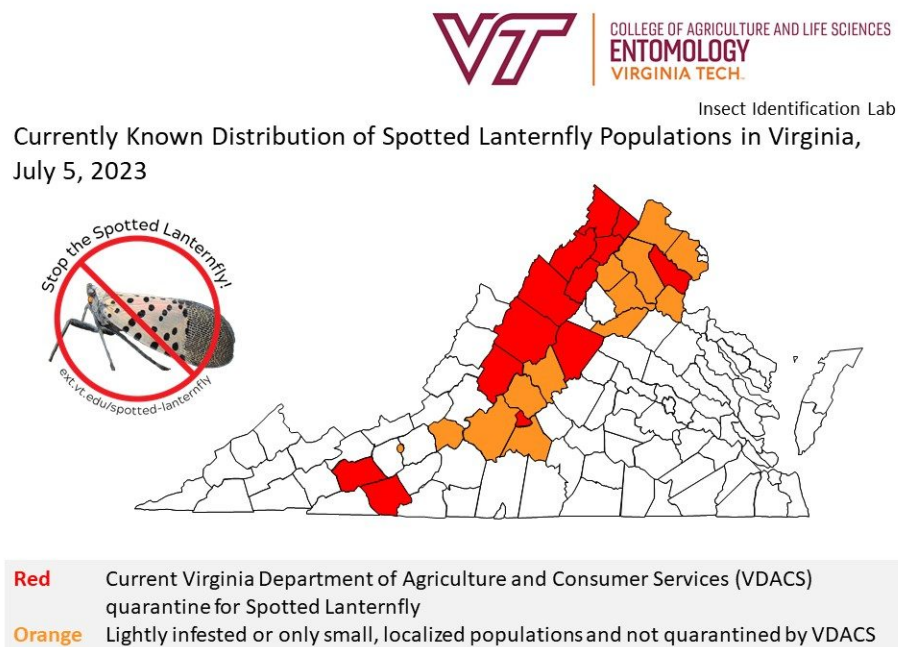 VT
COLLEGE OF AGRICULTURE AND LIFE SCIENCES
ENTOMOLOGY
VIRGINIA TECH.
Insect Identification Lab
Currently Known Distribution of Spotted Lanternfly Populations in Virginia,
July 5, 2023
Stop the Spotted Lanternfly!
ext.vt.edu/spotted-lanternfly
Red Current Virginia Department of Agriculture and Consumer Services (VDACS)
quarantine for Spotted Lanternfly
Orange Lightly infested or only small, localized populations and not quarantined by VDACS